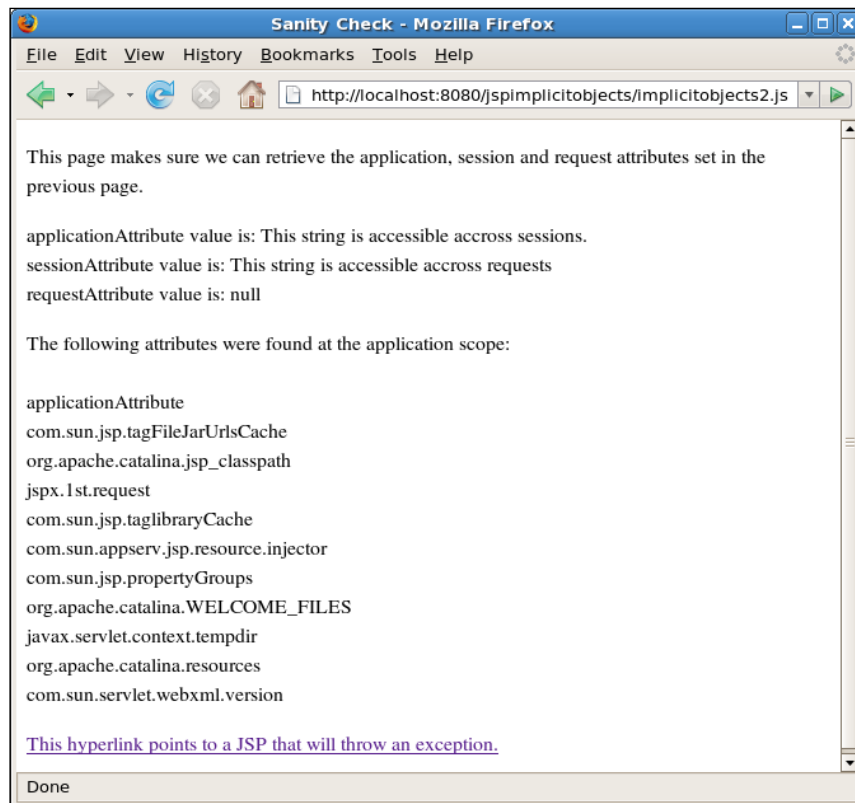 Sanity Check - Mozilla Firefox
File Edit View History Bookmarks Tools Help
http://localhost:8080/jspimplicitobjects/implicitobjects2.js
This page makes sure we can retrieve the application, session and request attributes set in the
previous page.
applicationAttribute value is: This string is accessible accross sessions.
sessionAttribute value is: This string is accessible accross requests
requestAttribute value is: null
The following attributes were found at the application scope:
applicationAttribute
com.sun.jsp.tagFileJarUrlsCache
org.apache.catalina.jsp_classpath
jspx.1st.request
com.sun.jsp.taglibraryCache
com.sun.appserv.jsp.resource.injector
com.sun.jsp.propertyGroups
org.apache.catalina.WELCOME_FILES
javax.servlet.context.tempdir
org.apache.catalina.resources
com.sun.servlet.webxml.version
This hyperlink points to a JSP that will throw an exception.
Done